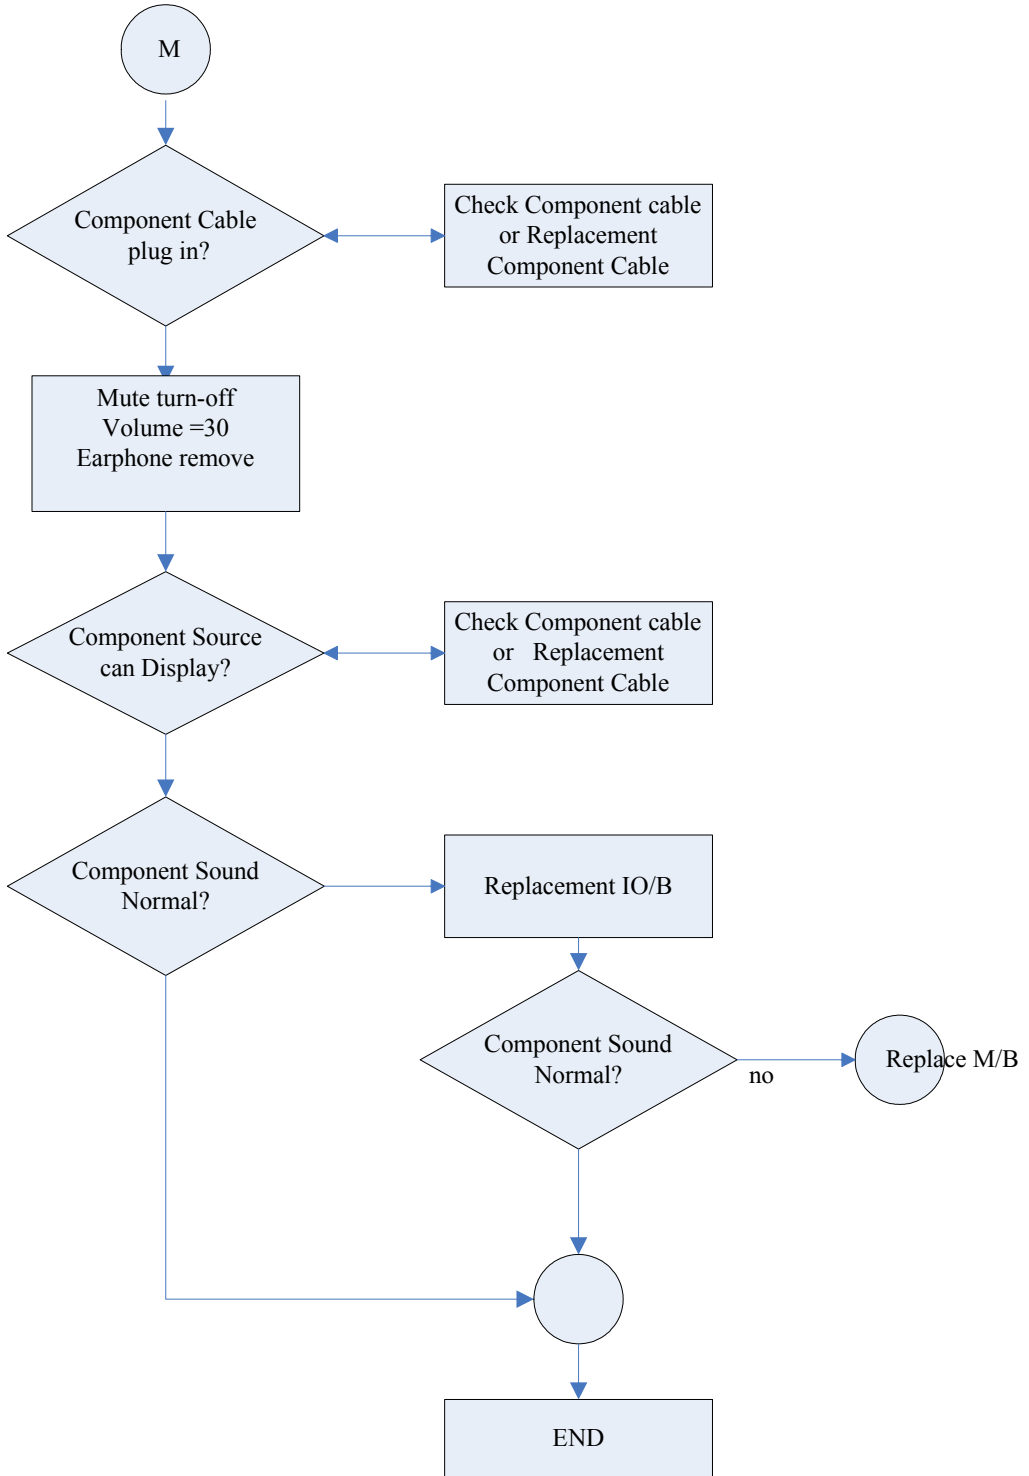 M
Component Cable
plug in?
Check Component cable
or Replacement
Component Cable
Mute turn-off
Volume =30
Earphone remove
Component Source
can Display?
Check Component cable
or Replacement
Component Cable
Component Sound
Normal?
Replacement IO/B
Component Sound
Normal?
no
Replace M/B
END